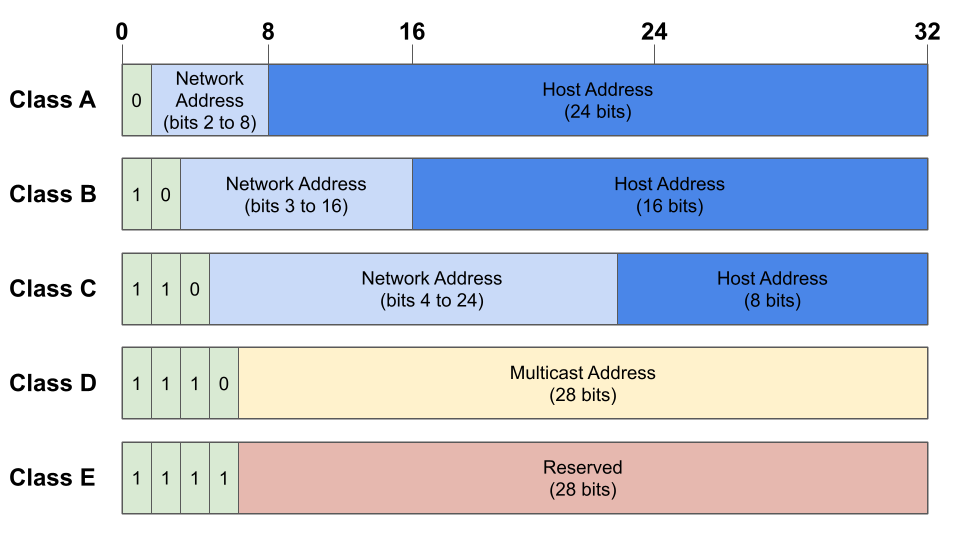 0 8 16 24 32
Class A
0
Network
Address
(bits 2 to 8)
Host Address
(24 bits)
Class B
1 0
Network Address
(bits 3 to 16)
Host Address
(16 bits)
Class C
1 1 0
Network Address
(bits 4 to 24)
Host Address
(8 bits)
Class D
1 1 1 0
Multicast Address
(28 bits)
Class E
1 1 1 1
Reserved
(28 bits)